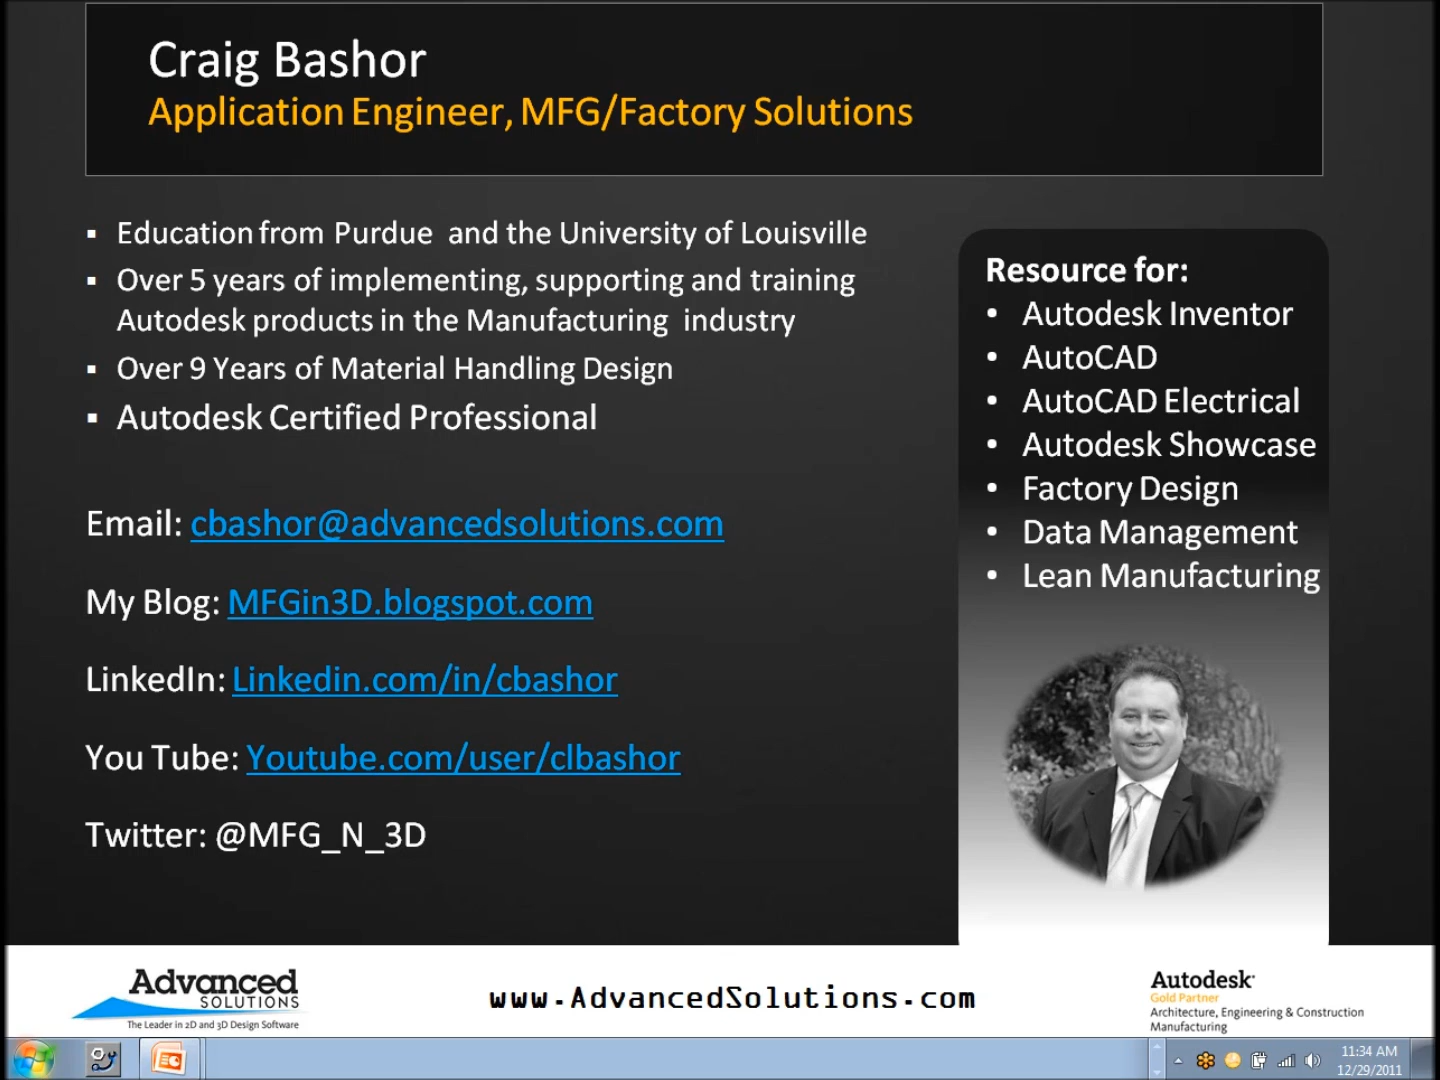 Craig Bashor
Application Engineer, MFG/Factory Solutions
▪ Education from Purdue and the University of Louisville
▪ Over 5 years of implementing, supporting and training
Autodesk products in the Manufacturing industry
▪ Over 9 Years of Material Handling Design
▪ Autodesk Certified Professional
Email: cbashor@advancedsolutions.com
My Blog: MFGin3D.blogspot.com
LinkedIn: Linkedin.com/in/cbashor
You Tube: Youtube.com/user/clbashor
Twitter: @MFG_N_3D
Resource for:
• Autodesk Inventor
• AutoCAD
• AutoCAD Electrical
• Autodesk Showcase
• Factory Design
• Data Management
• Lean Manufacturing
Advanced
SOLUTIONS
The Leader in 2D and 3D Design Software
www.AdvancedSolutions.com
Autodesk
Gold Partner
Architecture, Engineering & Construction
Manufacturing
11:34 AM
12/29/2011